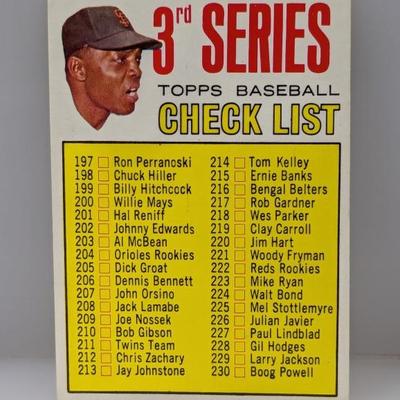 3rd SERIES
TOPPS BASEBALL
CHECK LIST
197 Ron Perranoski
198 Chuck Hiller
199 Billy Hitchcock
200 Willie Mays
201 Hal Reniff
202 Johnny Edwards
203 Al McBean
204 Orioles Rookies
205 Dick Groat
206 Dennis Bennett
207 John Orsino
208 Jack Lamabe
209 Joe Nossek
210 Bob Gibson
211 Twins Team
212 Chris Zachary
213 Jay Johnstone
214 Tom Kelley
215 Ernie Banks
216 Bengal Belters
217 Rob Gardner
218 Wes Parker
219 Clay Carroll
220 Jim Hart
221 Woody Fryman
222 Reds Rookies
223 Mike Ryan
224 Walt Bond
225 Mel Stottlemyre
226 Julian Javier
227 Paul Lindblad
228 Gil Hodges
229 Larry Jackson
230 Boog Powell